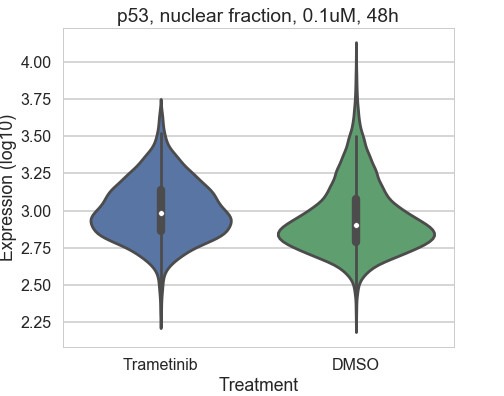 p53, nuclear fraction, 0.1uM, 48h
Expression (log10)
4.00
3.75
3.50
3.25
3.00
2.75
2.50
2.25
Trametinib
DMSO
Treatment